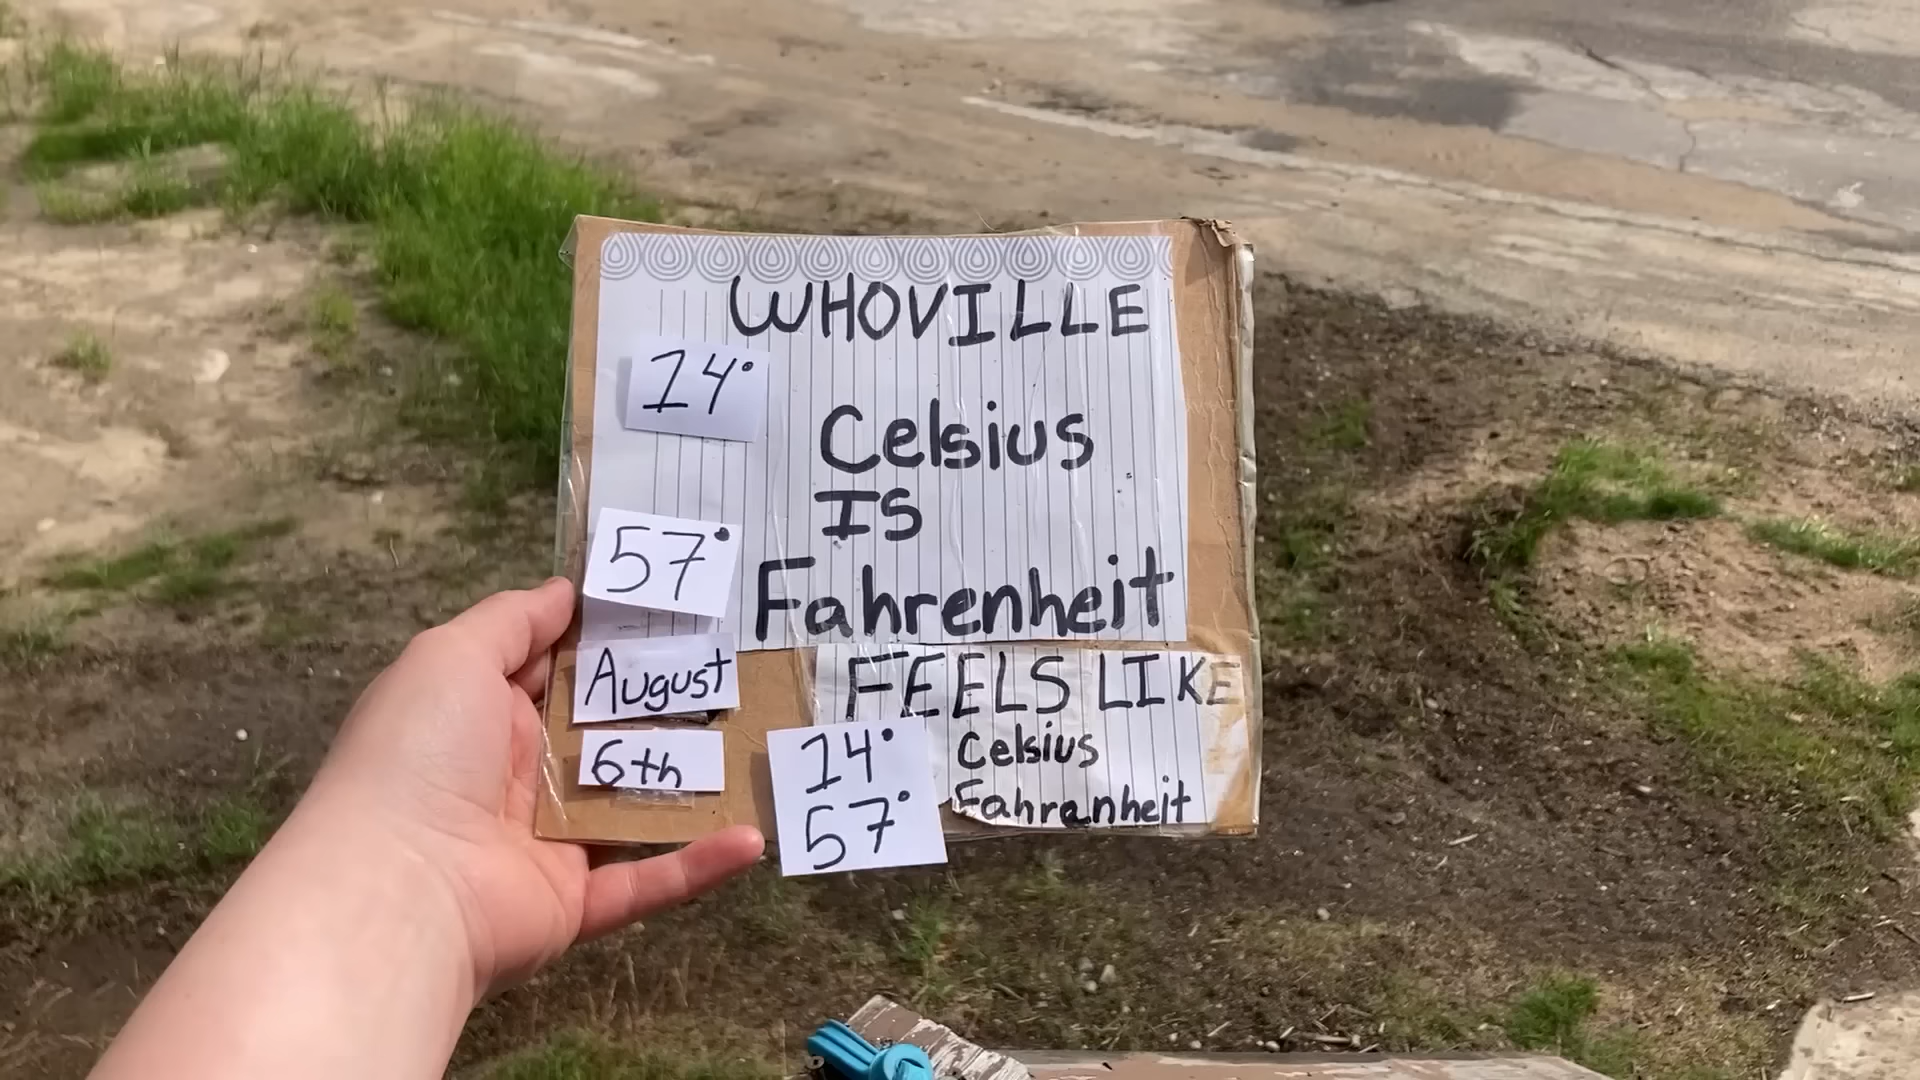 WHOVILLE
14°
Celsius
IS
57°
Fahrenheit
August
6th
FEELS LIKE
14° Celsius
57° Fahranheit